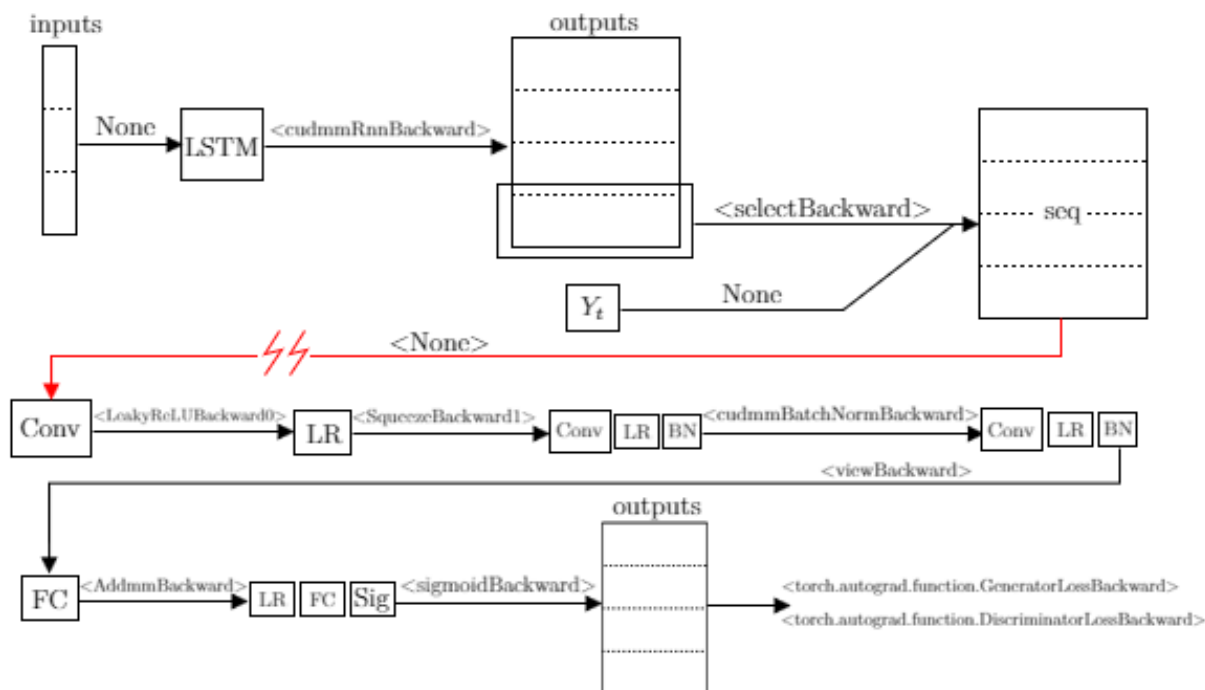 inputs
outputs
None
LSTM
<cudmmRnnBackward>
<selectBackward>
seq
Y_t
None
<None>
Conv
<LeakyReLUBackward0>
LR
<SqueezeBackward1>
Conv
LR
BN
<cudmmBatchNormBackward>
Conv
LR
BN
<viewBackward>
outputs
FC
<AddmmBackward>
LR
FC
Sig
<sigmoidBackward>
<torch.autograd.function.GeneratorLossBackward>
<torch.autograd.function.DiscriminatorLossBackward>